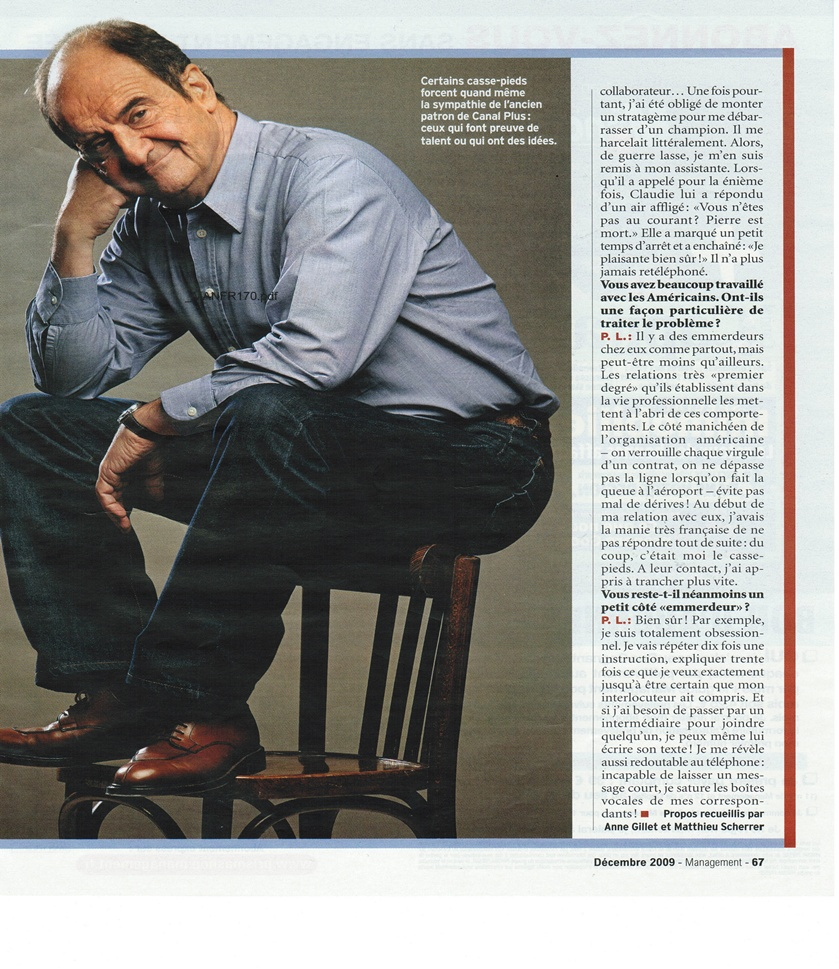 Certains casse-pieds
forcent quand même
la sympathie de l'ancien
patron de Canal Plus :
ceux qui font preuve de
talent ou qui ont des idées.
ANFR170.pdf
collaborateur… Une fois pour-
tant, j'ai été obligé de monter
un stratagème pour me débar-
rasser d'un champion. Il me
harcelait littéralement. Alors,
de guerre lasse, je m'en suis
remis à mon assistante. Lors-
qu'il a appelé pour la énième
fois, Claudie lui a répondu
d'un air affligé : «Vous n'êtes
pas au courant ? Pierre est
mort.» Elle a marqué un petit
temps d'arrêt et a enchaîné : «Je
plaisante bien sûr !» Il n'a plus
jamais retéléphoné.
Vous avez beaucoup travaillé
avec les Américains. Ont-ils
une façon particulière de
traiter le problème ?
P. L. : Il y a des emmerdeurs
chez eux comme partout, mais
peut-être moins qu'ailleurs.
Les relations très «premier
degré» qu'ils établissent dans
la vie professionnelle les met-
tent à l'abri de ces comporte-
ments. Le côté manichéen de
l'organisation américaine
– on verrouille chaque virgule
d'un contrat, on ne dépasse
pas la ligne lorsqu'on fait la
queue à l'aéroport – évite pas
mal de dérives ! Au début de
ma relation avec eux, j'avais
la manie très française de ne
pas répondre tout de suite : du
coup, c'était moi le casse-
pieds. A leur contact, j'ai ap-
pris à trancher plus vite.
Vous reste-t-il néanmoins un
petit côté «emmerdeur» ?
P. L. : Bien sûr ! Par exemple,
je suis totalement obsession-
nel. Je vais répéter dix fois une
instruction, expliquer trente
fois ce que je veux exactement
jusqu'à être certain que mon
interlocuteur ait compris. Et
si j'ai besoin de passer par un
intermédiaire pour joindre
quelqu'un, je peux même lui
écrire son texte ! Je me révèle
aussi redoutable au téléphone :
incapable de laisser un mes-
sage court, je sature les boîtes
vocales de mes correspon-
dants ! ■ Propos recueillis par
Anne Gillet et Matthieu Scherrer
Décembre 2009 - Management - 67